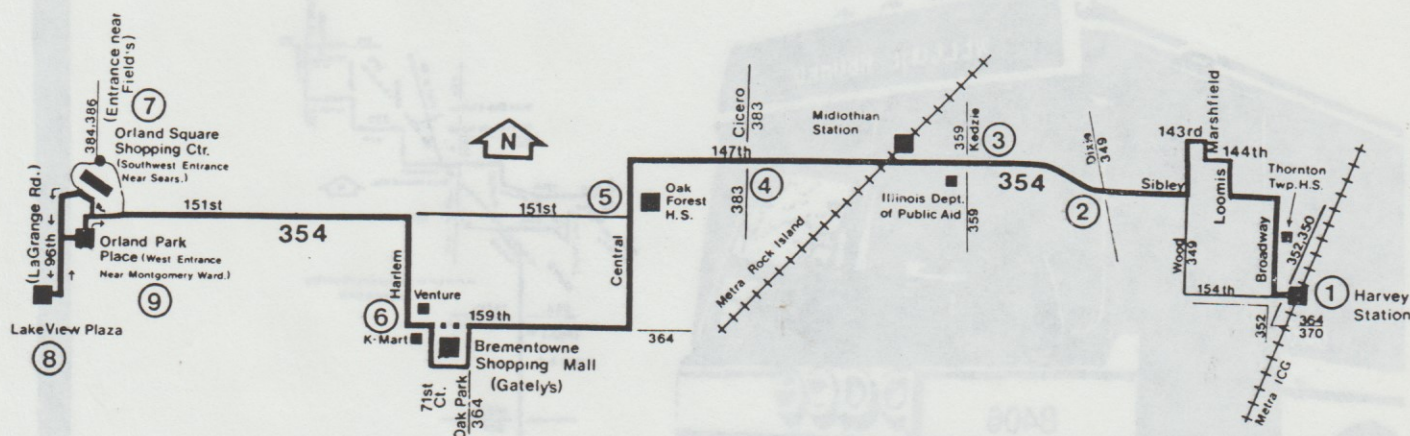 384.386
(Entrance near
Field's)
7
Orland Square
Shopping Ctr.
(Southwest Entrance
Near Sears.)
(LaGrange Rd.)
96th
151st
354
Orland Park
Place (West Entrance
Near Montgomery Ward.)
9
LakeView Plaza
8
N
Harlem
Venture
6
K-Mart
159th
Brementowne
Shopping Mall
(Gately's)
71st
Ct.
Oak Park
364
151st
5
Oak
Forest
H.S.
Central
364
Cicero
383
147th
4
383
Midlothian
Station
Metra Rock Island
359
Kedzie
3
354
Illinois Dept.
of Public Aid
359
Dixie
349
2
Sibley
143rd
Marshfield
144th
Loomis
Wood
349
154th
Thornton
Twp. H.S.
Broadway
352,350
1
Harvey
Station
352
364
370
Metra ICG